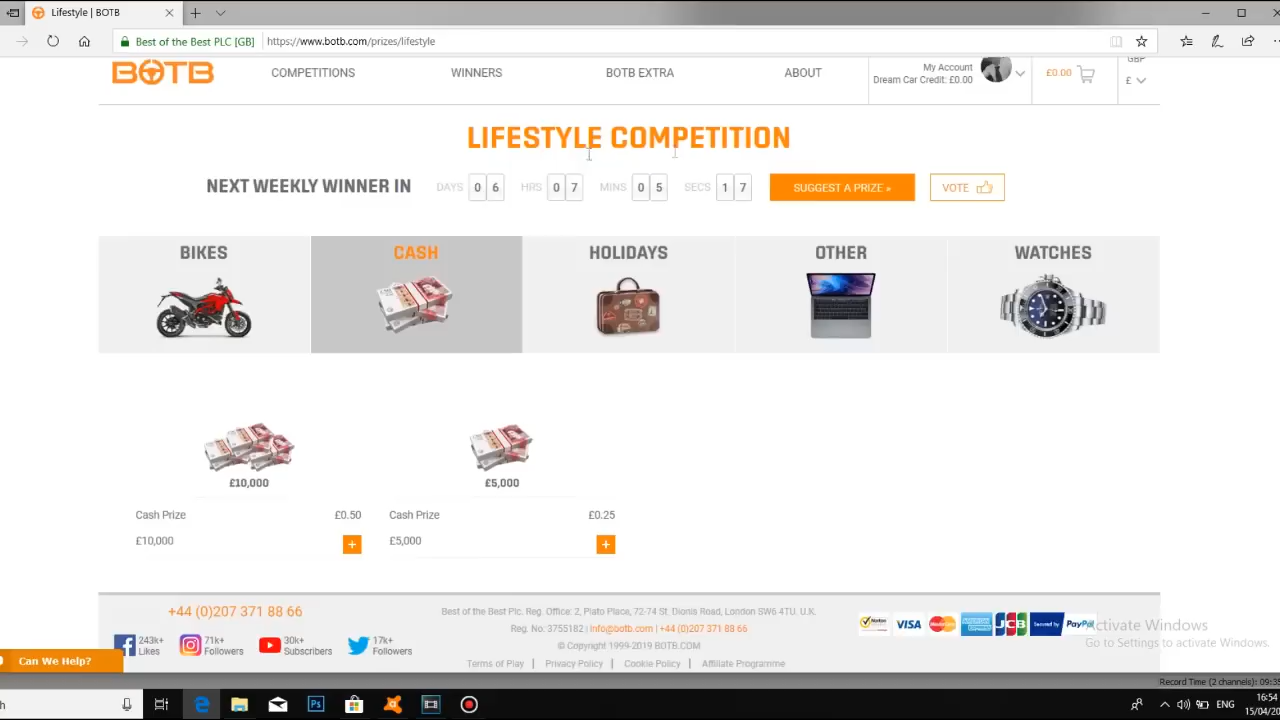 Lifestyle | BOTB
Best of the Best PLC [GB]
https://www.botb.com/prizes/lifestyle
BOTB
COMPETITIONS
WINNERS
BOTB EXTRA
ABOUT
My Account
Dream Car Credit: £0.00
£0.00
GBP
£
LIFESTYLE COMPETITION
NEXT WEEKLY WINNER IN
DAYS 0 6 HRS 0 7 MINS 0 5 SECS 1 7
SUGGEST A PRIZE »
VOTE
BIKES
CASH
HOLIDAYS
OTHER
WATCHES
£10,000
£5,000
Cash Prize £0.50
£10,000
+
Cash Prize £0.25
£5,000
+
+44 (0)207 371 88 66
243k+
Likes
71k+
Followers
30k+
Subscribers
17k+
Followers
Best of the Best Plc. Reg. Office: 2, Plato Place, 72-74 St. Dionis Road, London SW6 4TU. U.K.
Reg. No. 3755182 | info@botb.com | +44 (0)207 371 88 66
© Copyright 1999-2019 BOTB.COM
Terms of Play | Privacy Policy | Cookie Policy | Affiliate Programme
Norton
VISA
MasterCard
JCB
Secured by PayPal
Activate Windows
Go to Settings to activate Windows.
Can We Help?
Record Time (2 channels): 09:3
h
Ps
ENG
16:54
15/04/20